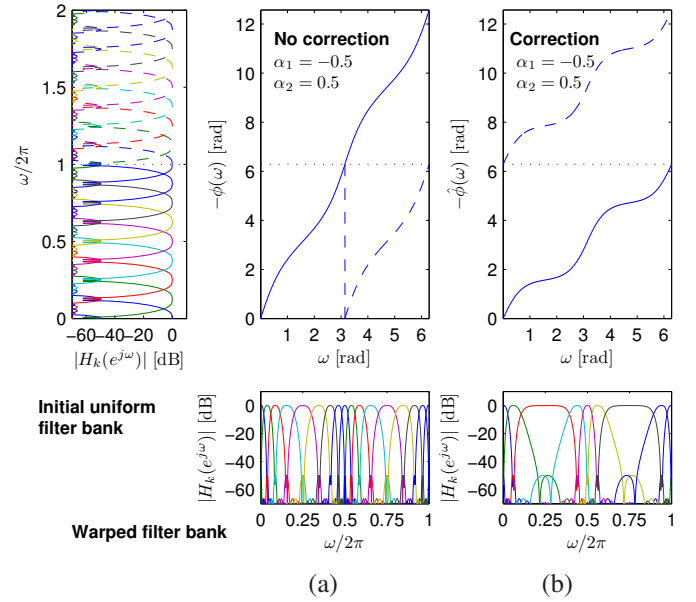 2
1.5
1
0.5
0
ω/2π
−60−40 −20 0
|H_k(e^{jω})| [dB]
12
10
8
6
4
2
0
−ϕ(ω) [rad]
No correction
α₁ = −0.5
α₂ = 0.5
1 2 3 4 5 6
ω [rad]
12
10
8
6
4
2
0
−ϕ̂(ω) [rad]
Correction
α₁ = −0.5
α₂ = 0.5
1 2 3 4 5 6
ω [rad]
Initial uniform
filter bank
|H_k(e^{jω})| [dB]
0
−20
−40
−60
0 0.25 0.5 0.75 1
ω/2π
|H_k(e^{jω})| [dB]
0
−20
−40
−60
0 0.25 0.5 0.75 1
ω/2π
Warped filter bank
(a)
(b)